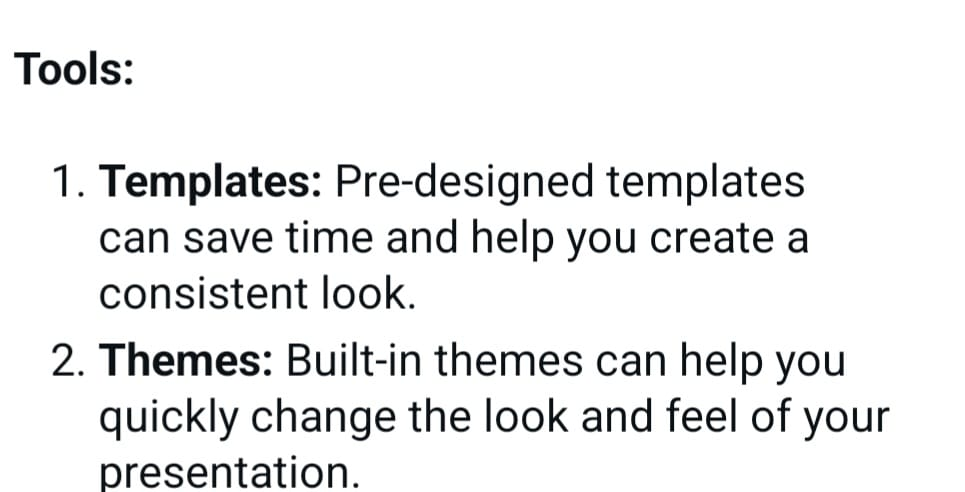 Tools:
1. Templates: Pre-designed templates
can save time and help you create a
consistent look.
2. Themes: Built-in themes can help you
quickly change the look and feel of your
presentation.